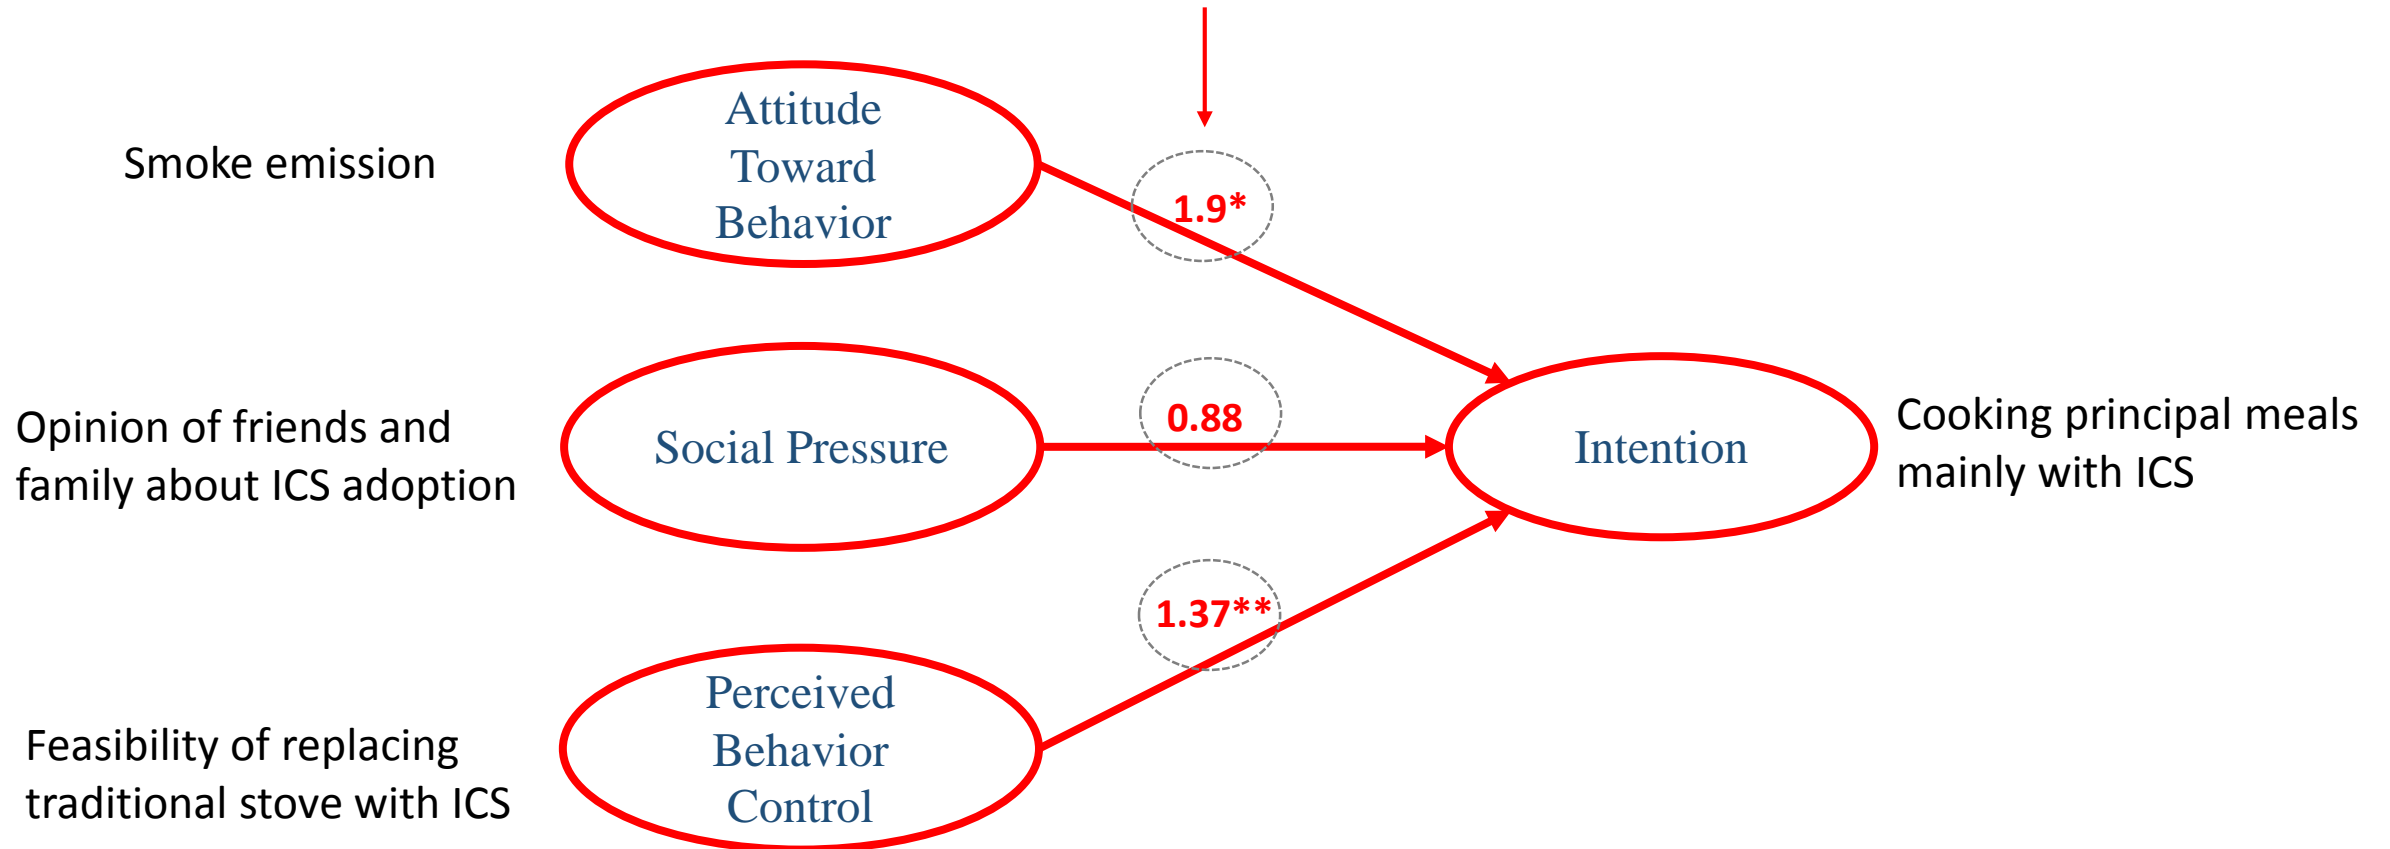 Smoke emission
Attitude
Toward
Behavior
1.9*
Opinion of friends and
family about ICS adoption
Social Pressure
0.88
Intention
Cooking principal meals
mainly with ICS
1.37**
Feasibility of replacing
traditional stove with ICS
Perceived
Behavior
Control